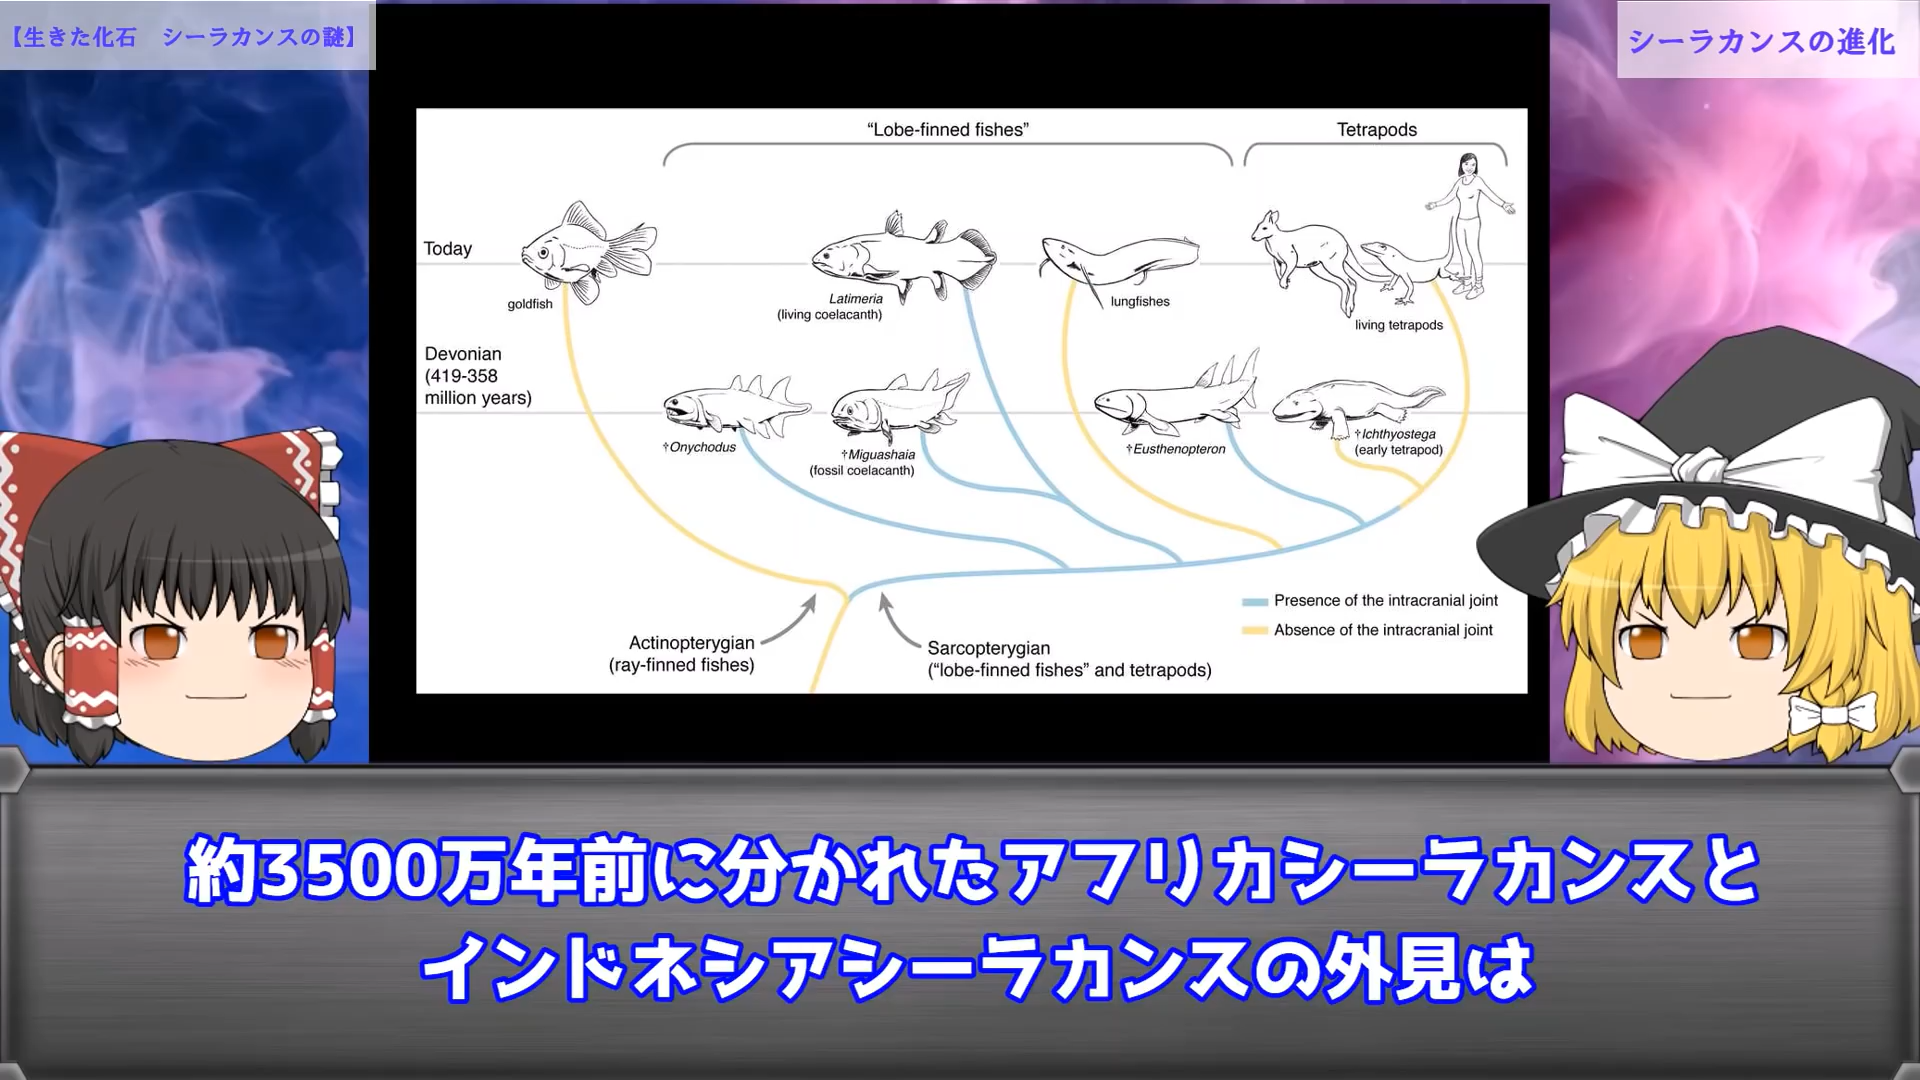 【生きた化石　シーラカンスの謎】
シーラカンスの進化
“Lobe-finned fishes”
Tetrapods
Today
goldfish
Latimeria
(living coelacanth)
lungfishes
living tetrapods
Devonian
(419-358
million years)
†Onychodus
†Miguashaia
(fossil coelacanth)
†Eusthenopteron
†Ichthyostega
(early tetrapod)
Presence of the intracranial joint
Absence of the intracranial joint
Actinopterygian
(ray-finned fishes)
Sarcopterygian
(“lobe-finned fishes” and tetrapods)
約3500万年前に分かれたアフリカシーラカンスと
インドネシアシーラカンスの外見は